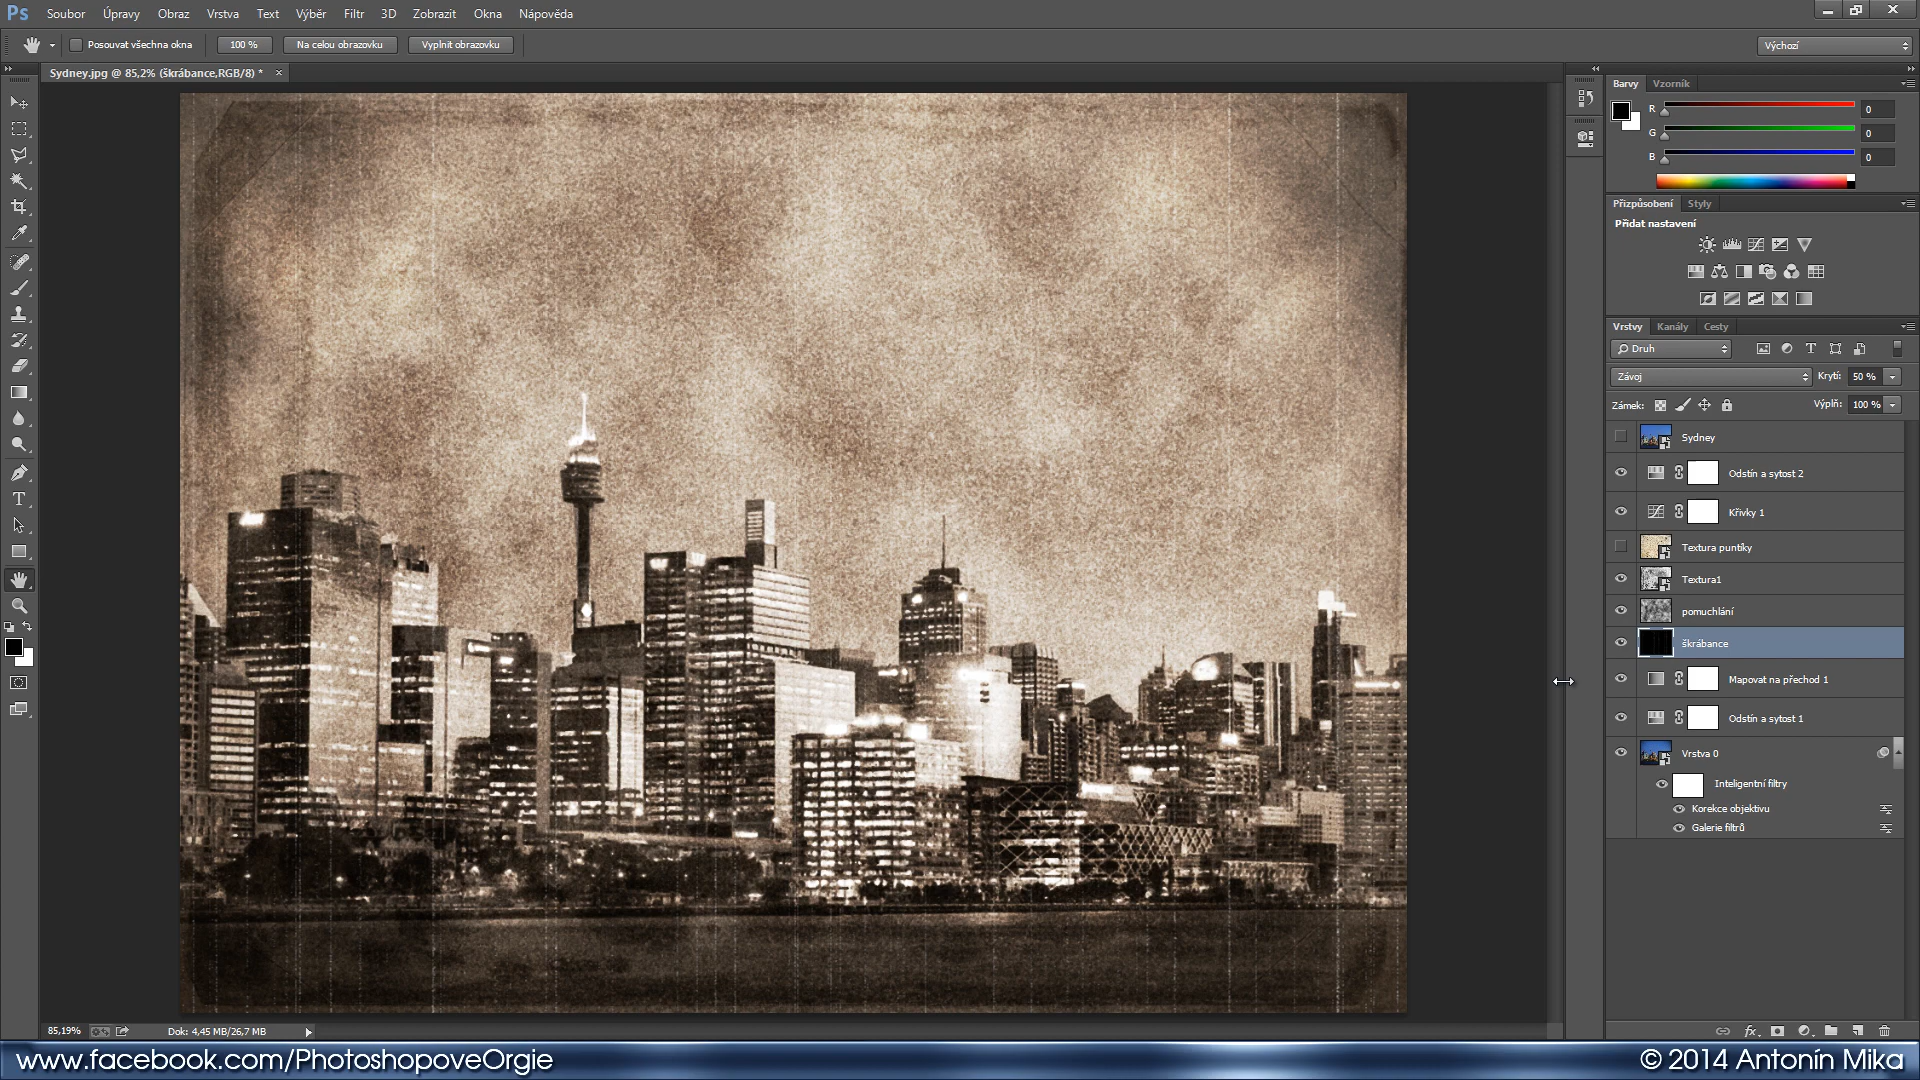 Ps Soubor Úpravy Obraz Vrstva Text Výběr Filtr 3D Zobrazit Okna Nápověda
Posouvat všechna okna 100 % Na celou obrazovku Vyplnit obrazovku Výchozí
Sydney.jpg @ 85,2% (škrábance,RGB/8) * ×
Barvy Vzorník
R 0
G 0
B 0
Přizpůsobení Styly
Přidat nastavení
Vrstvy Kanály Cesty
Druh
Závoj Krytí: 50 %
Zámek: Výplň: 100 %
Sydney
Odstín a sytost 2
Křivky 1
Textura puntíky
Textura1
pomuchlání
škrábance
Mapovat na přechod 1
Odstín a sytost 1
Vrstva 0
Inteligentní filtry
Korekce objektivu
Galerie filtrů
85,19% Dok: 4,45 MB/26,7 MB
www.facebook.com/PhotoshopoveOrgie © 2014 Antonín Mika